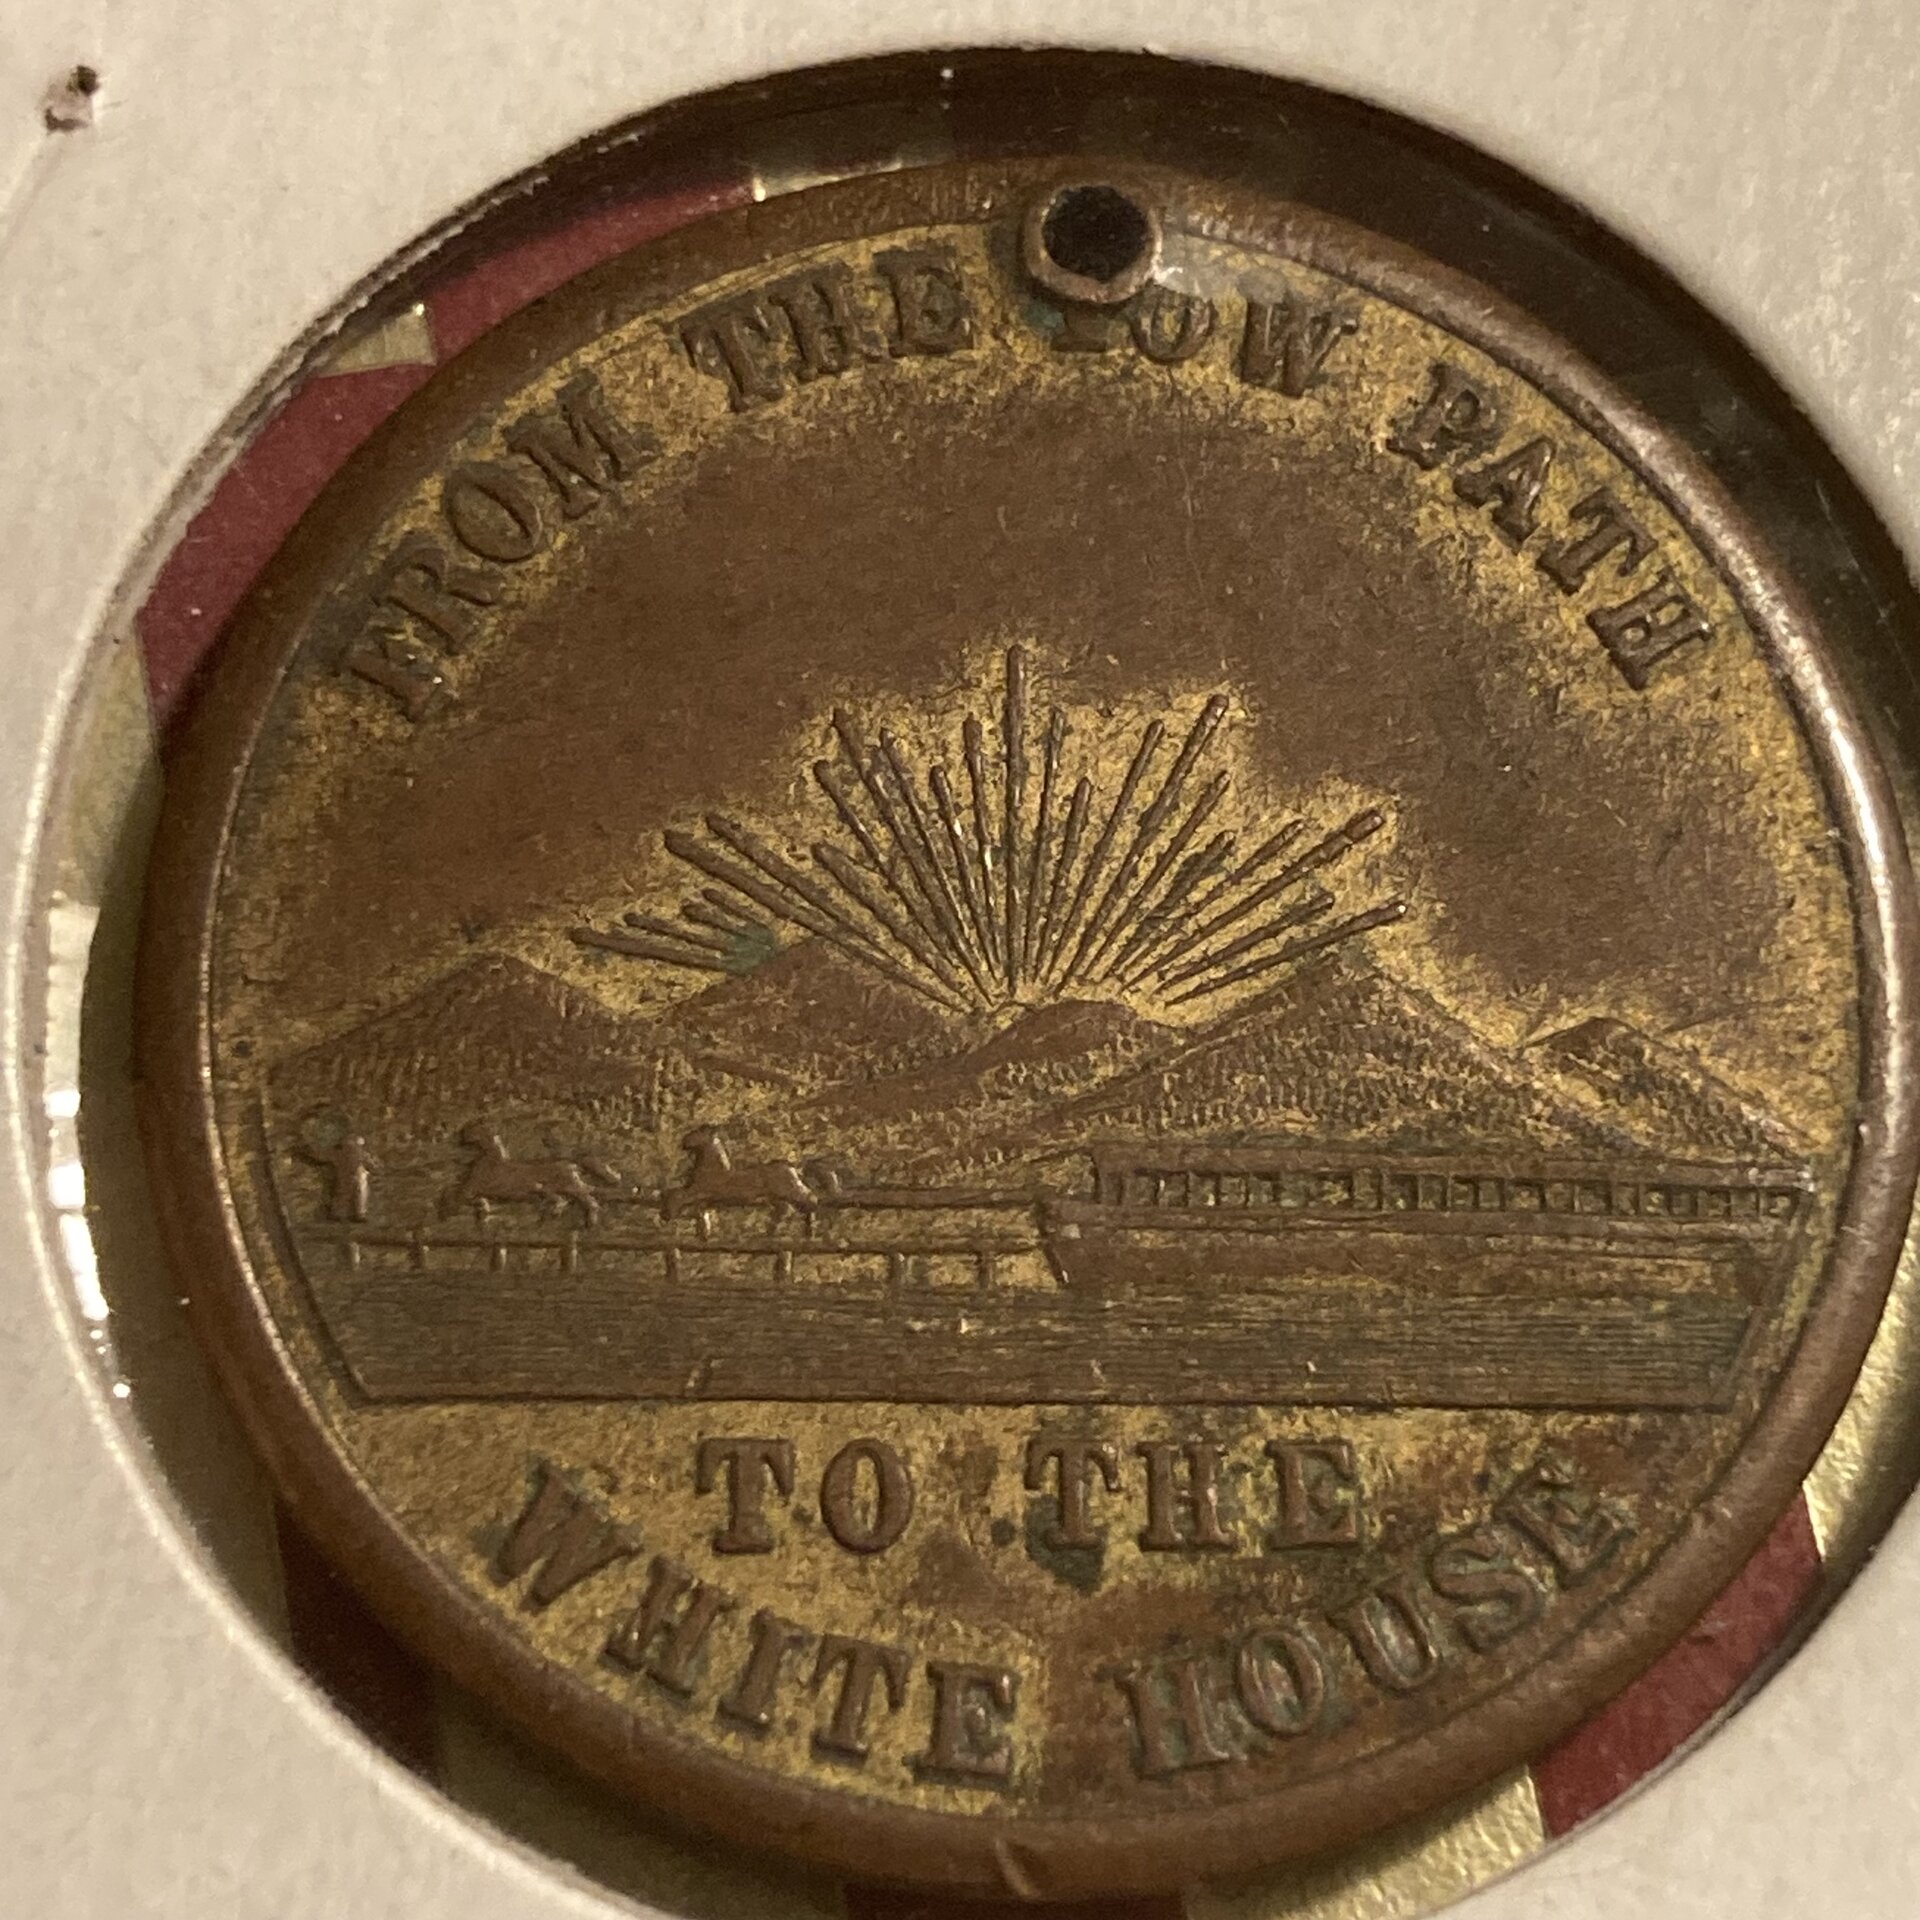 FROM THE TOW PATH
TO THE
WHITE HOUSE